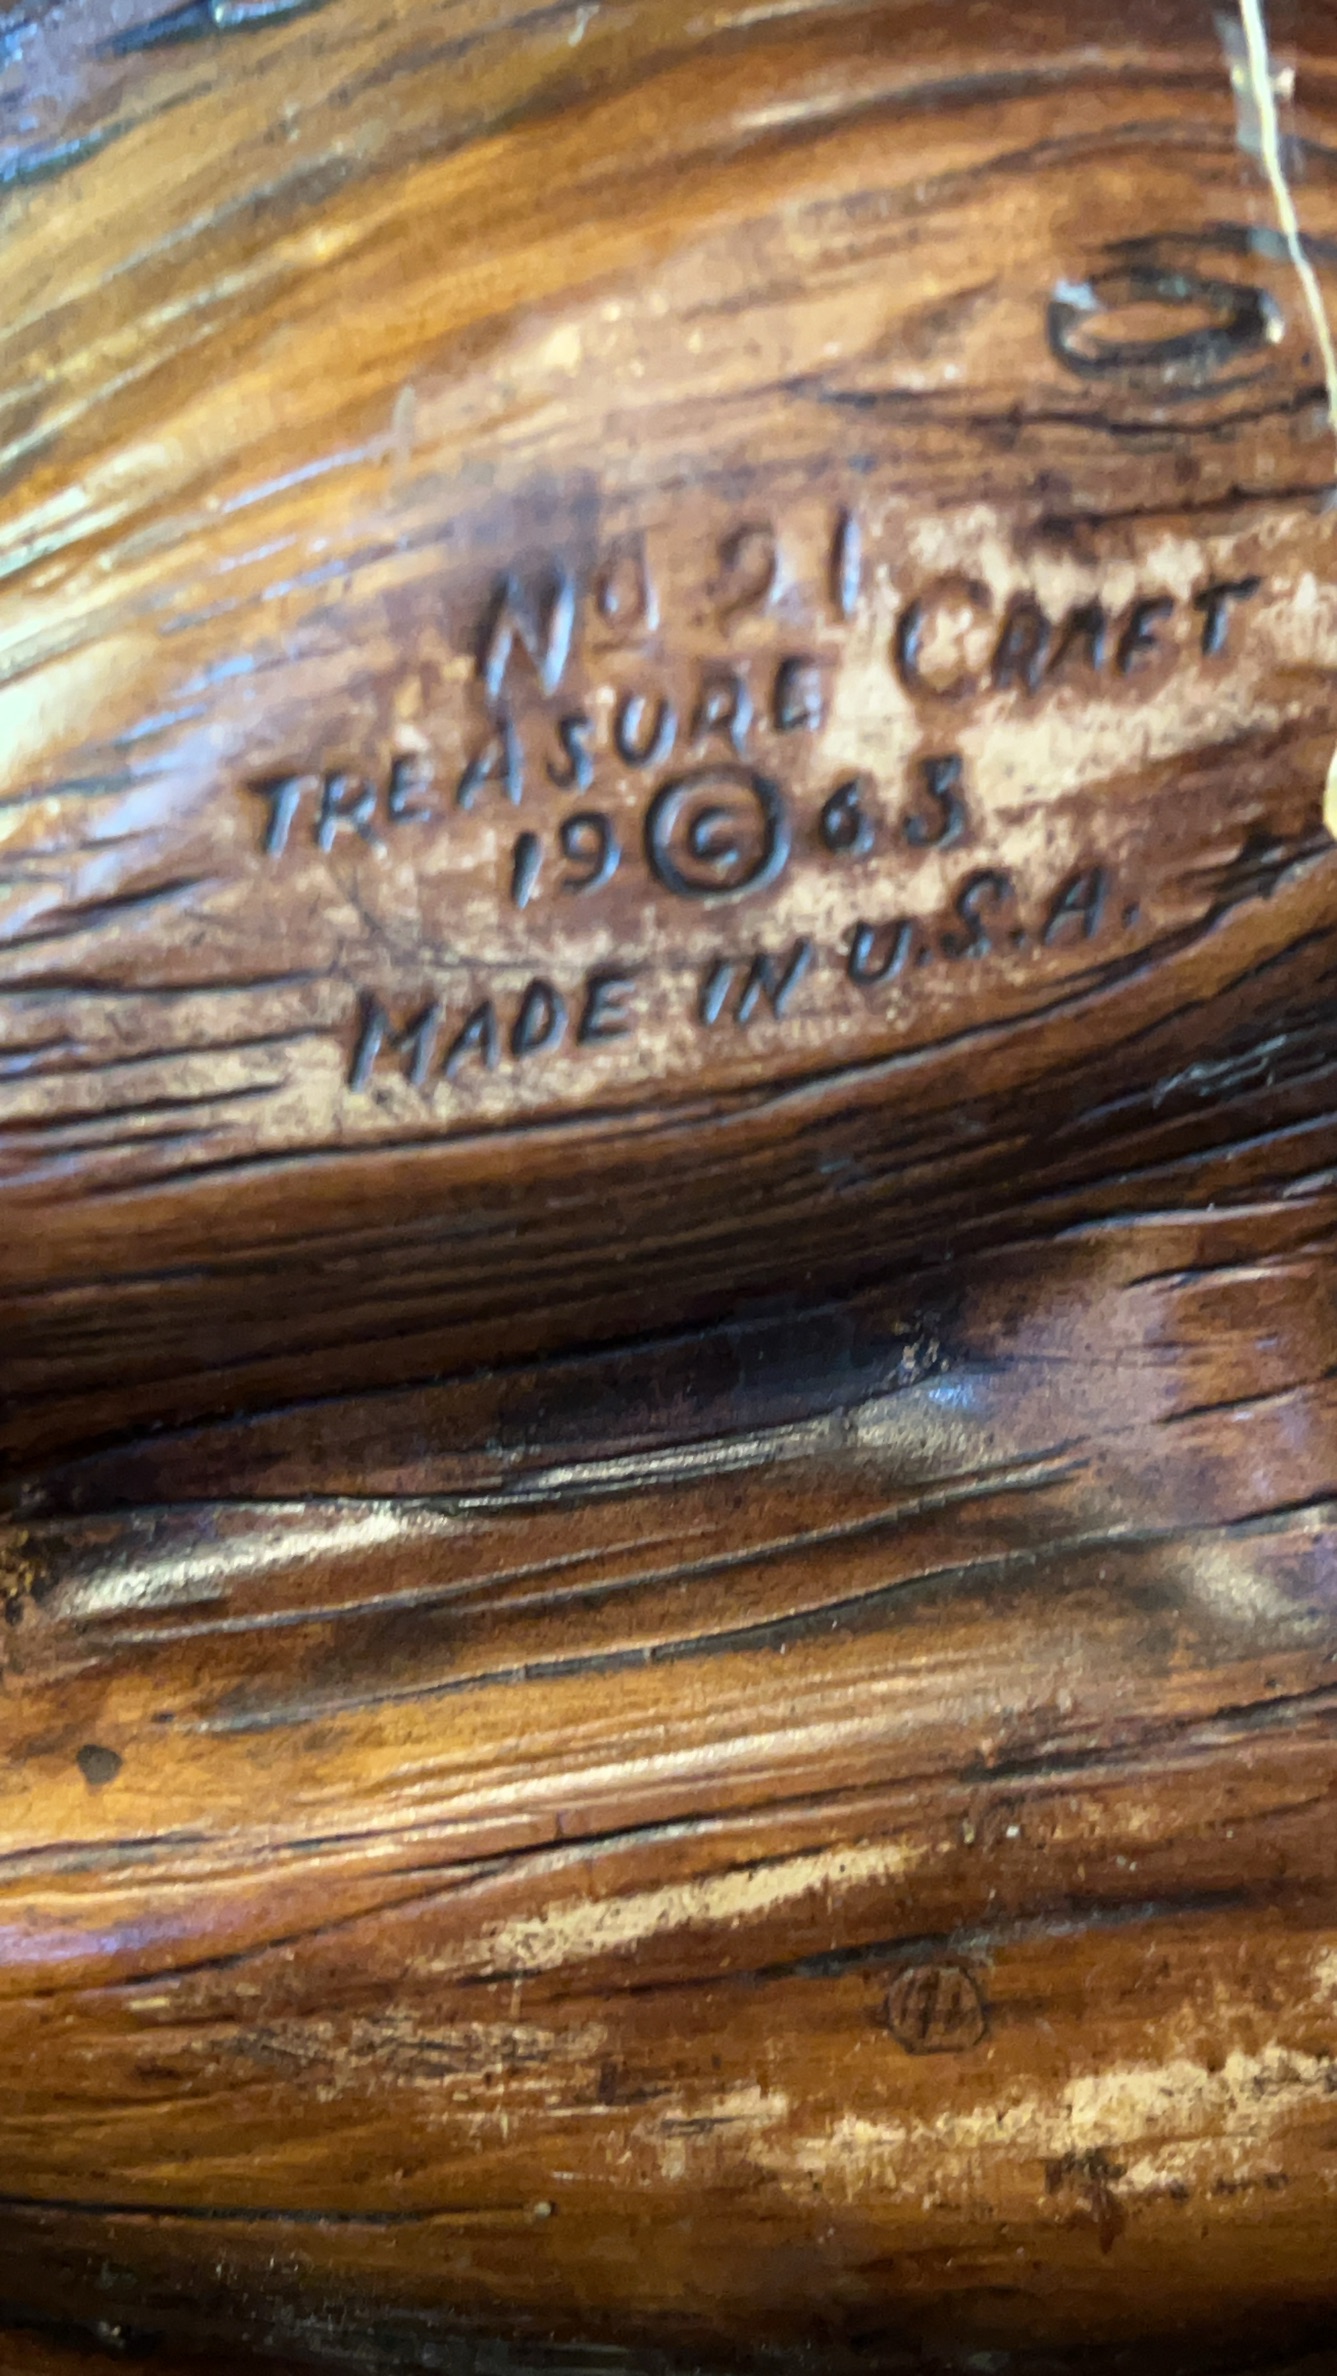 No 21
TREASURE CRAFT
19©63
MADE IN U.S.A.